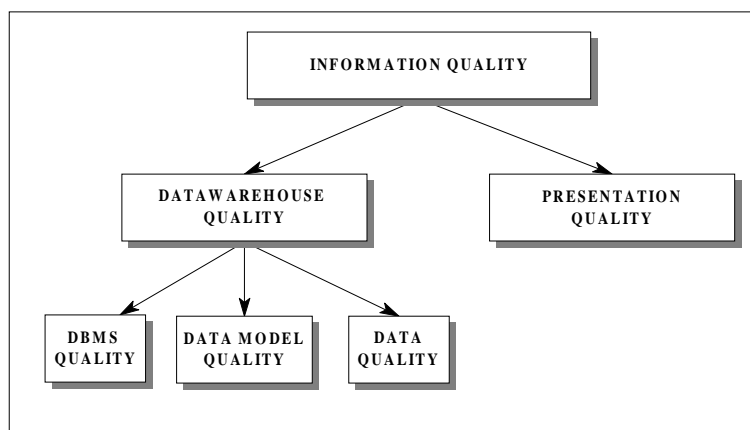 INFORMATION QUALITY
DATAWAREHOUSE
QUALITY
PRESENTATION
QUALITY
DBMS
QUALITY
DATA MODEL
QUALITY
DATA
QUALITY